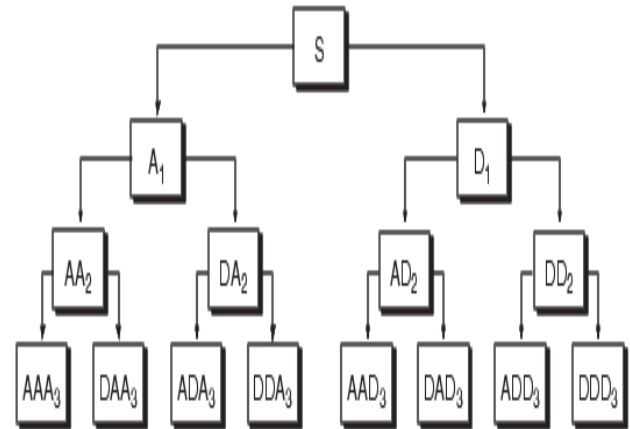 S
A₁ D₁
AA₂ DA₂ AD₂ DD₂
AAA₃ DAA₃ ADA₃ DDA₃ AAD₃ DAD₃ ADD₃ DDD₃